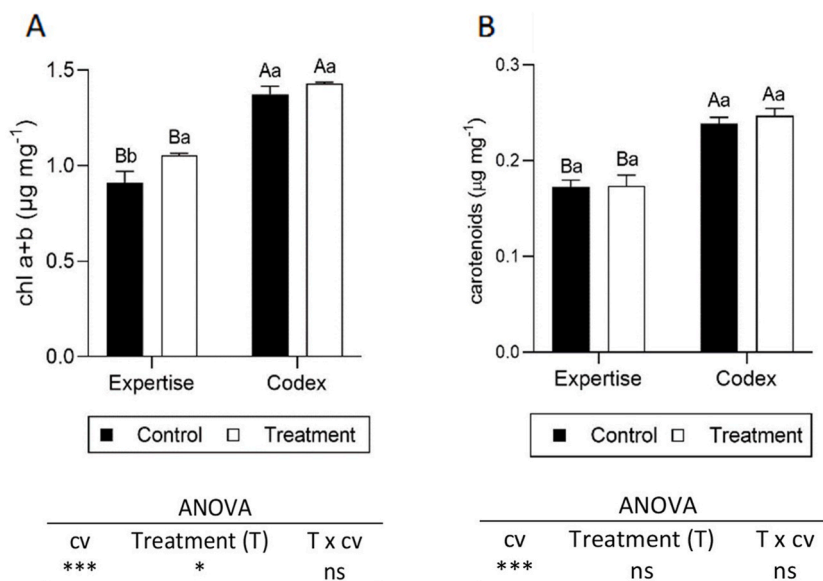 A
chl a+b (µg mg⁻¹)
1.5
1.0
0.5
0.0
Bb
Ba
Aa
Aa
Expertise
Codex
Control
Treatment
ANOVA
cv Treatment (T) T x cv
*** * ns
B
carotenoids (µg mg⁻¹)
0.3
0.2
0.1
0.0
Ba
Ba
Aa
Aa
Expertise
Codex
Control
Treatment
ANOVA
cv Treatment (T) T x cv
*** ns ns